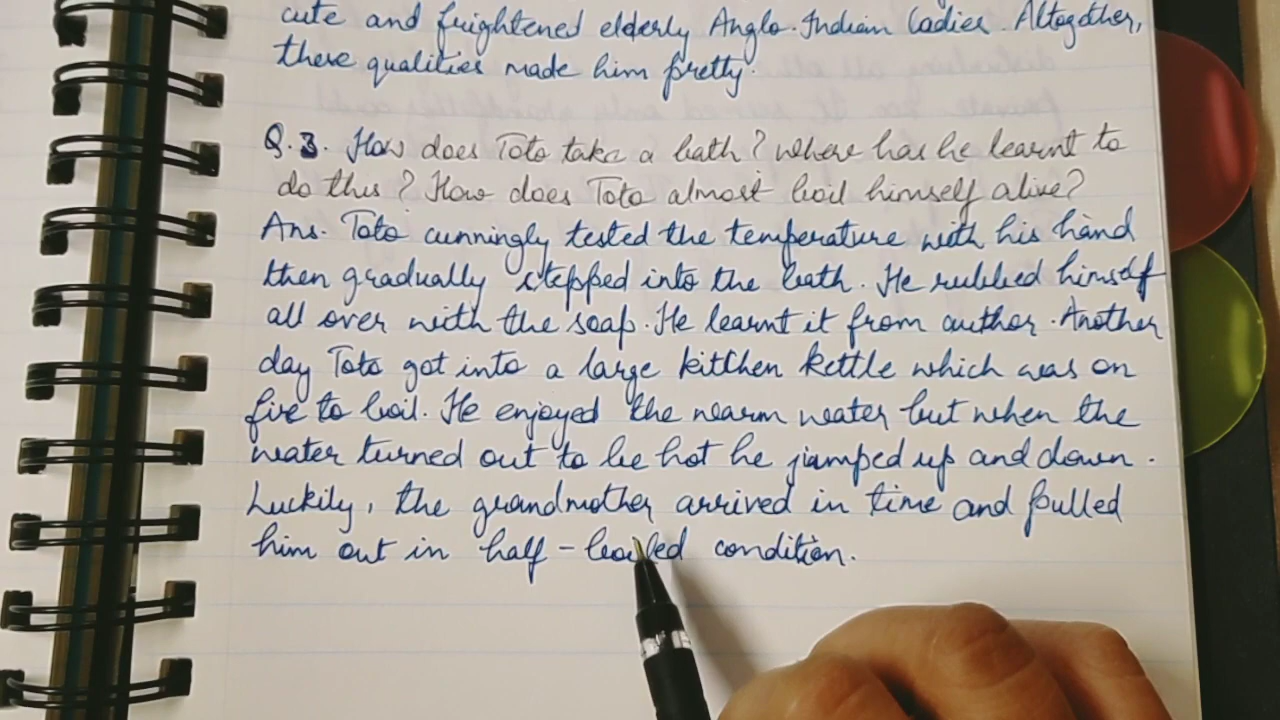 cute and frightened elderly Anglo-Indian ladies. Altogether,
these qualities made him pretty.
Q.3. How does Toto take a bath? Where has he learnt to
do this? How does Toto almost boil himself alive?
Ans. Toto cunningly tested the temperature with his hand
then gradually stepped into the bath. He rubbed himself
all over with the soap. He learnt it from author. Another
day Toto got into a large kitchen kettle which was on
fire to boil. He enjoyed the warm water but when the
water turned out to be hot he jumped up and down.
Luckily, the grandmother arrived in time and pulled
him out in half-boiled condition.